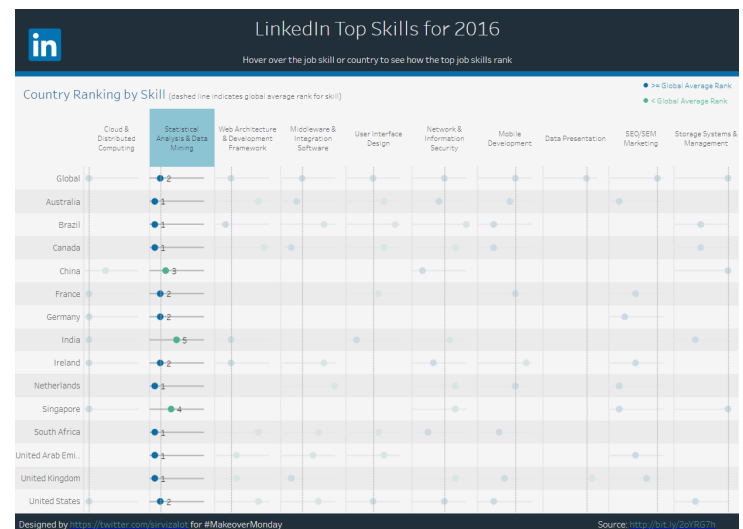 in
LinkedIn Top Skills for 2016
Hover over the job skill or country to see how the top job skills rank
Country Ranking by Skill (dashed line indicates global average rank for skill)
>= Global Average Rank
< Global Average Rank
Cloud &
Distributed
Computing
Statistical
Analysis & Data
Mining
Web Architecture
& Development
Framework
Middleware &
Integration
Software
User Interface
Design
Network &
Information
Security
Mobile
Development
Data Presentation
SEO/SEM
Marketing
Storage Systems &
Management
Global 2
Australia 1
Brazil 1
Canada 1
China 3
France 2
Germany 2
India 5
Ireland 2
Netherlands 1
Singapore 4
South Africa 1
United Arab Emi.. 1
United Kingdom 1
United States 2
Designed by https://twitter.com/sirvizalot for #MakeoverMonday
Source: http://bit.ly/2oYRG7h